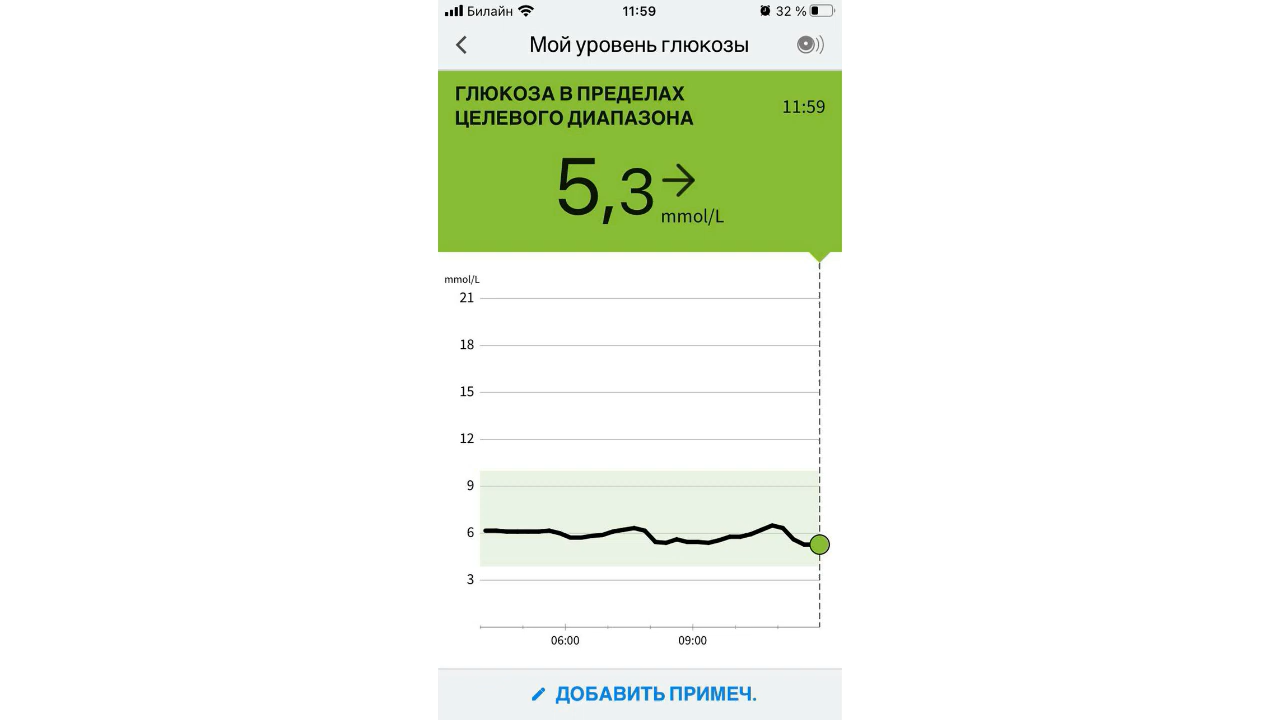 Билайн 11:59 32 %
Мой уровень глюкозы
ГЛЮКОЗА В ПРЕДЕЛАХ
ЦЕЛЕВОГО ДИАПАЗОНА
11:59
5,3
mmol/L
mmol/L
21
18
15
12
9
6
3
06:00 09:00
ДОБАВИТЬ ПРИМЕЧ.